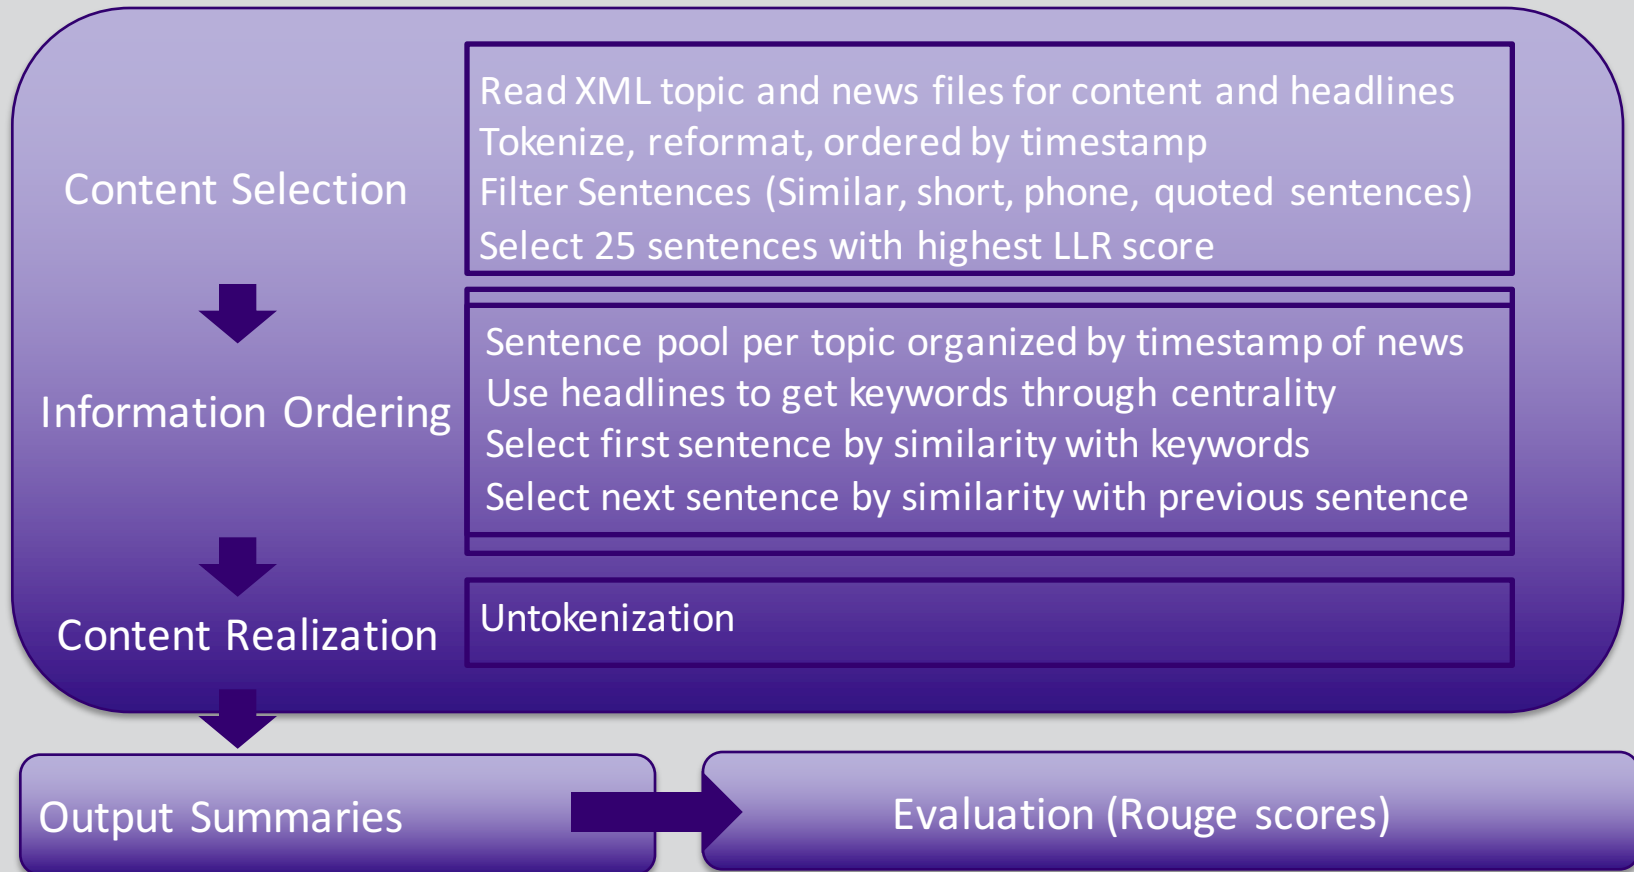 Content Selection
Read XML topic and news files for content and headlines
Tokenize, reformat, ordered by timestamp
Filter Sentences (Similar, short, phone, quoted sentences)
Select 25 sentences with highest LLR score
Information Ordering
Sentence pool per topic organized by timestamp of news
Use headlines to get keywords through centrality
Select first sentence by similarity with keywords
Select next sentence by similarity with previous sentence
Content Realization
Untokenization
Output Summaries
Evaluation (Rouge scores)